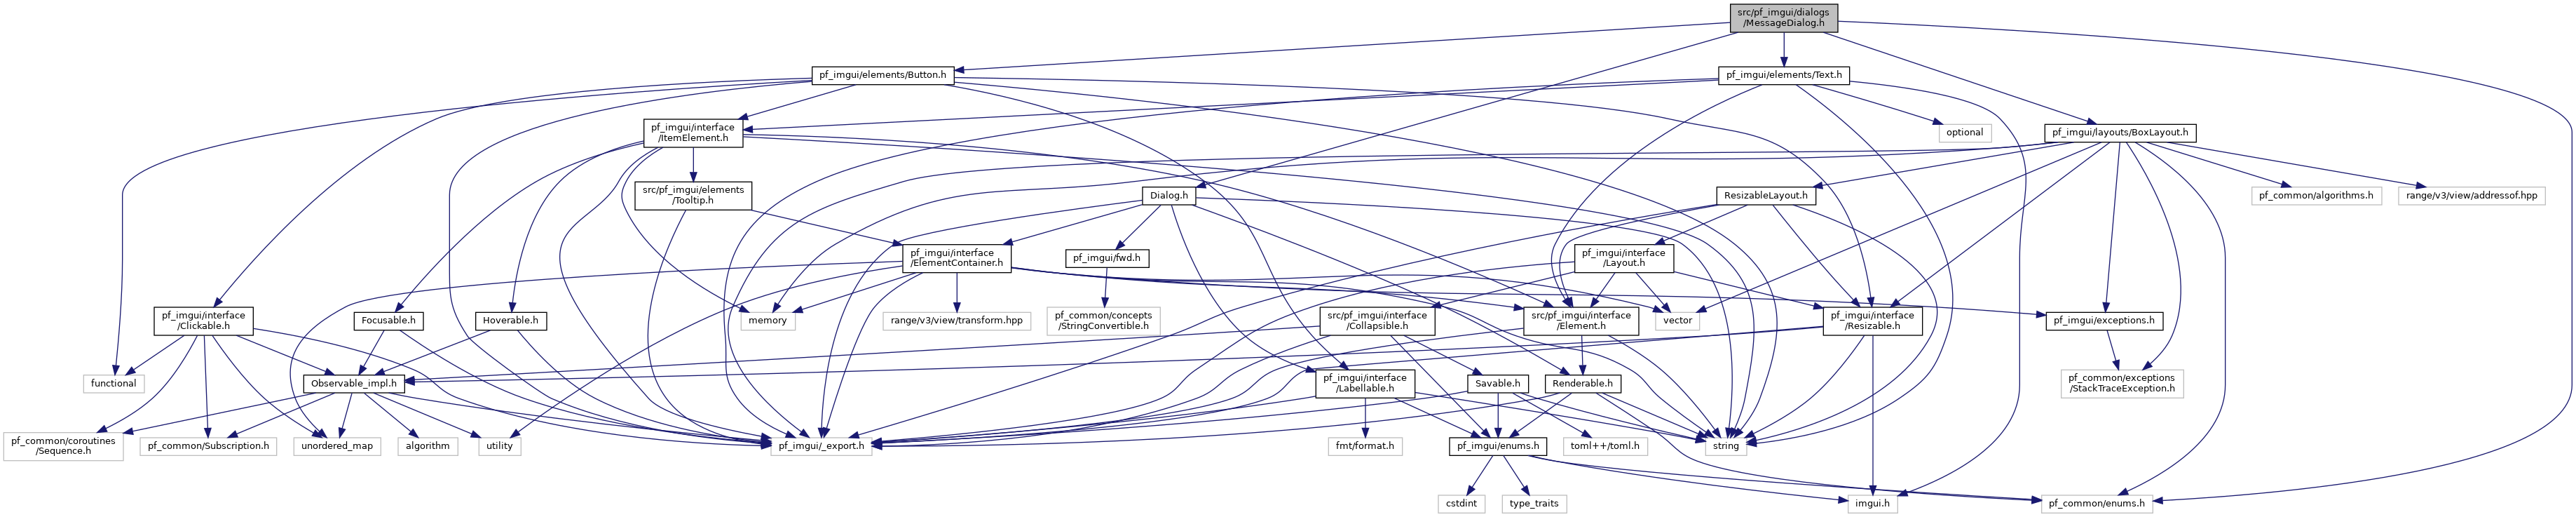 src/pf_imgui/dialogs
/MessageDialog.h
pf_imgui/elements/Button.h
pf_imgui/elements/Text.h
pf_imgui/interface
/ItemElement.h
optional
pf_imgui/layouts/BoxLayout.h
src/pf_imgui/elements
/Tooltip.h
Dialog.h
ResizableLayout.h
pf_common/algorithms.h
range/v3/view/addressof.hpp
pf_imgui/interface
/ElementContainer.h
pf_imgui/fwd.h
pf_imgui/interface
/Layout.h
pf_imgui/interface
/Clickable.h
Focusable.h
Hoverable.h
memory
range/v3/view/transform.hpp
pf_common/concepts
/StringConvertible.h
src/pf_imgui/interface
/Collapsible.h
src/pf_imgui/interface
/Element.h
vector
pf_imgui/interface
/Resizable.h
pf_imgui/exceptions.h
functional
Observable_impl.h
pf_imgui/interface
/Labellable.h
Savable.h
Renderable.h
pf_common/exceptions
/StackTraceException.h
pf_common/coroutines
/Sequence.h
pf_common/Subscription.h
unordered_map
algorithm
utility
pf_imgui/_export.h
fmt/format.h
pf_imgui/enums.h
toml++/toml.h
string
cstdint
type_traits
imgui.h
pf_common/enums.h